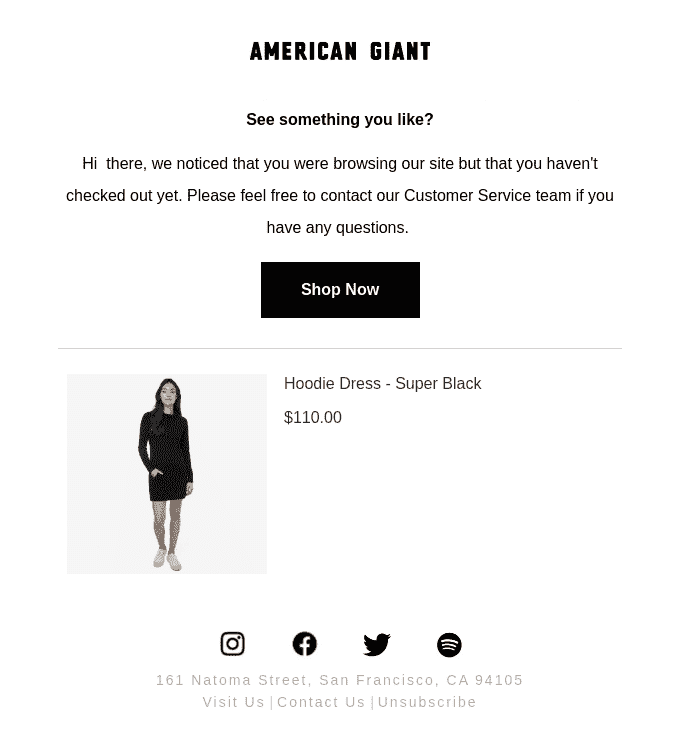 AMERICAN GIANT
See something you like?
Hi  there, we noticed that you were browsing our site but that you haven't
checked out yet. Please feel free to contact our Customer Service team if you
have any questions.
Shop Now
Hoodie Dress - Super Black
$110.00
161 Natoma Street, San Francisco, CA 94105
Visit Us | Contact Us | Unsubscribe